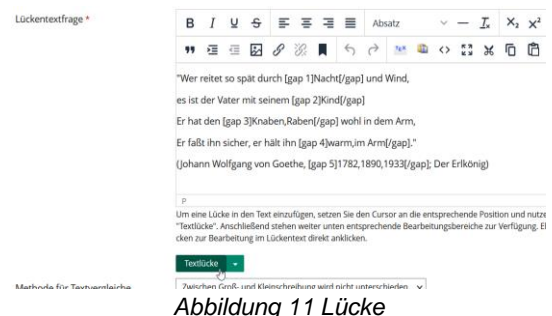 Lückentextfrage *
B I U S Absatz
"Wer reitet so spät durch [gap 1]Nacht[/gap] und Wind,
es ist der Vater mit seinem [gap 2]Kind[/gap]
Er hat den [gap 3]Knaben,Raben[/gap] wohl in dem Arm,
Er faßt ihn sicher, er hält ihn [gap 4]warm,im Arm[/gap]."
(Johann Wolfgang von Goethe, [gap 5]1782,1890,1933[/gap]; Der Erlkönig)
P
Um eine Lücke in den Text einzufügen, setzen Sie den Cursor an die entsprechende Position und nutze
"Textlücke". Anschließend stehen weiter unten entsprechende Bearbeitungsbereiche zur Verfügung. E
cken zur Bearbeitung im Lückentext direkt anklicken.
Textlücke
Methode für Textvergleiche Zwischen Groß- und Kleinschreibung wird nicht unterschieden
Abbildung 11 Lücke